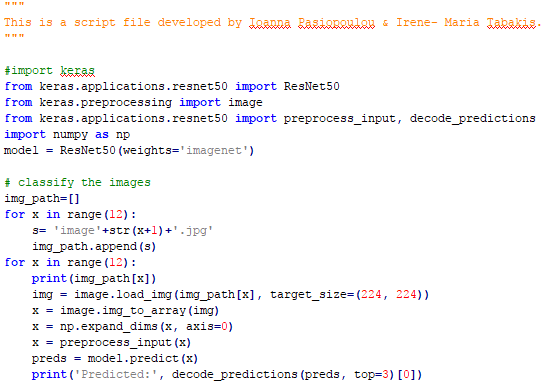 """
This is a script file developed by Ioanna Pasiopoulou & Irene- Maria Tabakis.
"""
#import keras
from keras.applications.resnet50 import ResNet50
from keras.preprocessing import image
from keras.applications.resnet50 import preprocess_input, decode_predictions
import numpy as np
model = ResNet50(weights='imagenet')
# classify the images
img_path=[]
for x in range(12):
    s= 'image'+str(x+1)+'.jpg'
    img_path.append(s)
for x in range(12):
    print(img_path[x])
    img = image.load_img(img_path[x], target_size=(224, 224))
    x = image.img_to_array(img)
    x = np.expand_dims(x, axis=0)
    x = preprocess_input(x)
    preds = model.predict(x)
    print('Predicted:', decode_predictions(preds, top=3)[0])